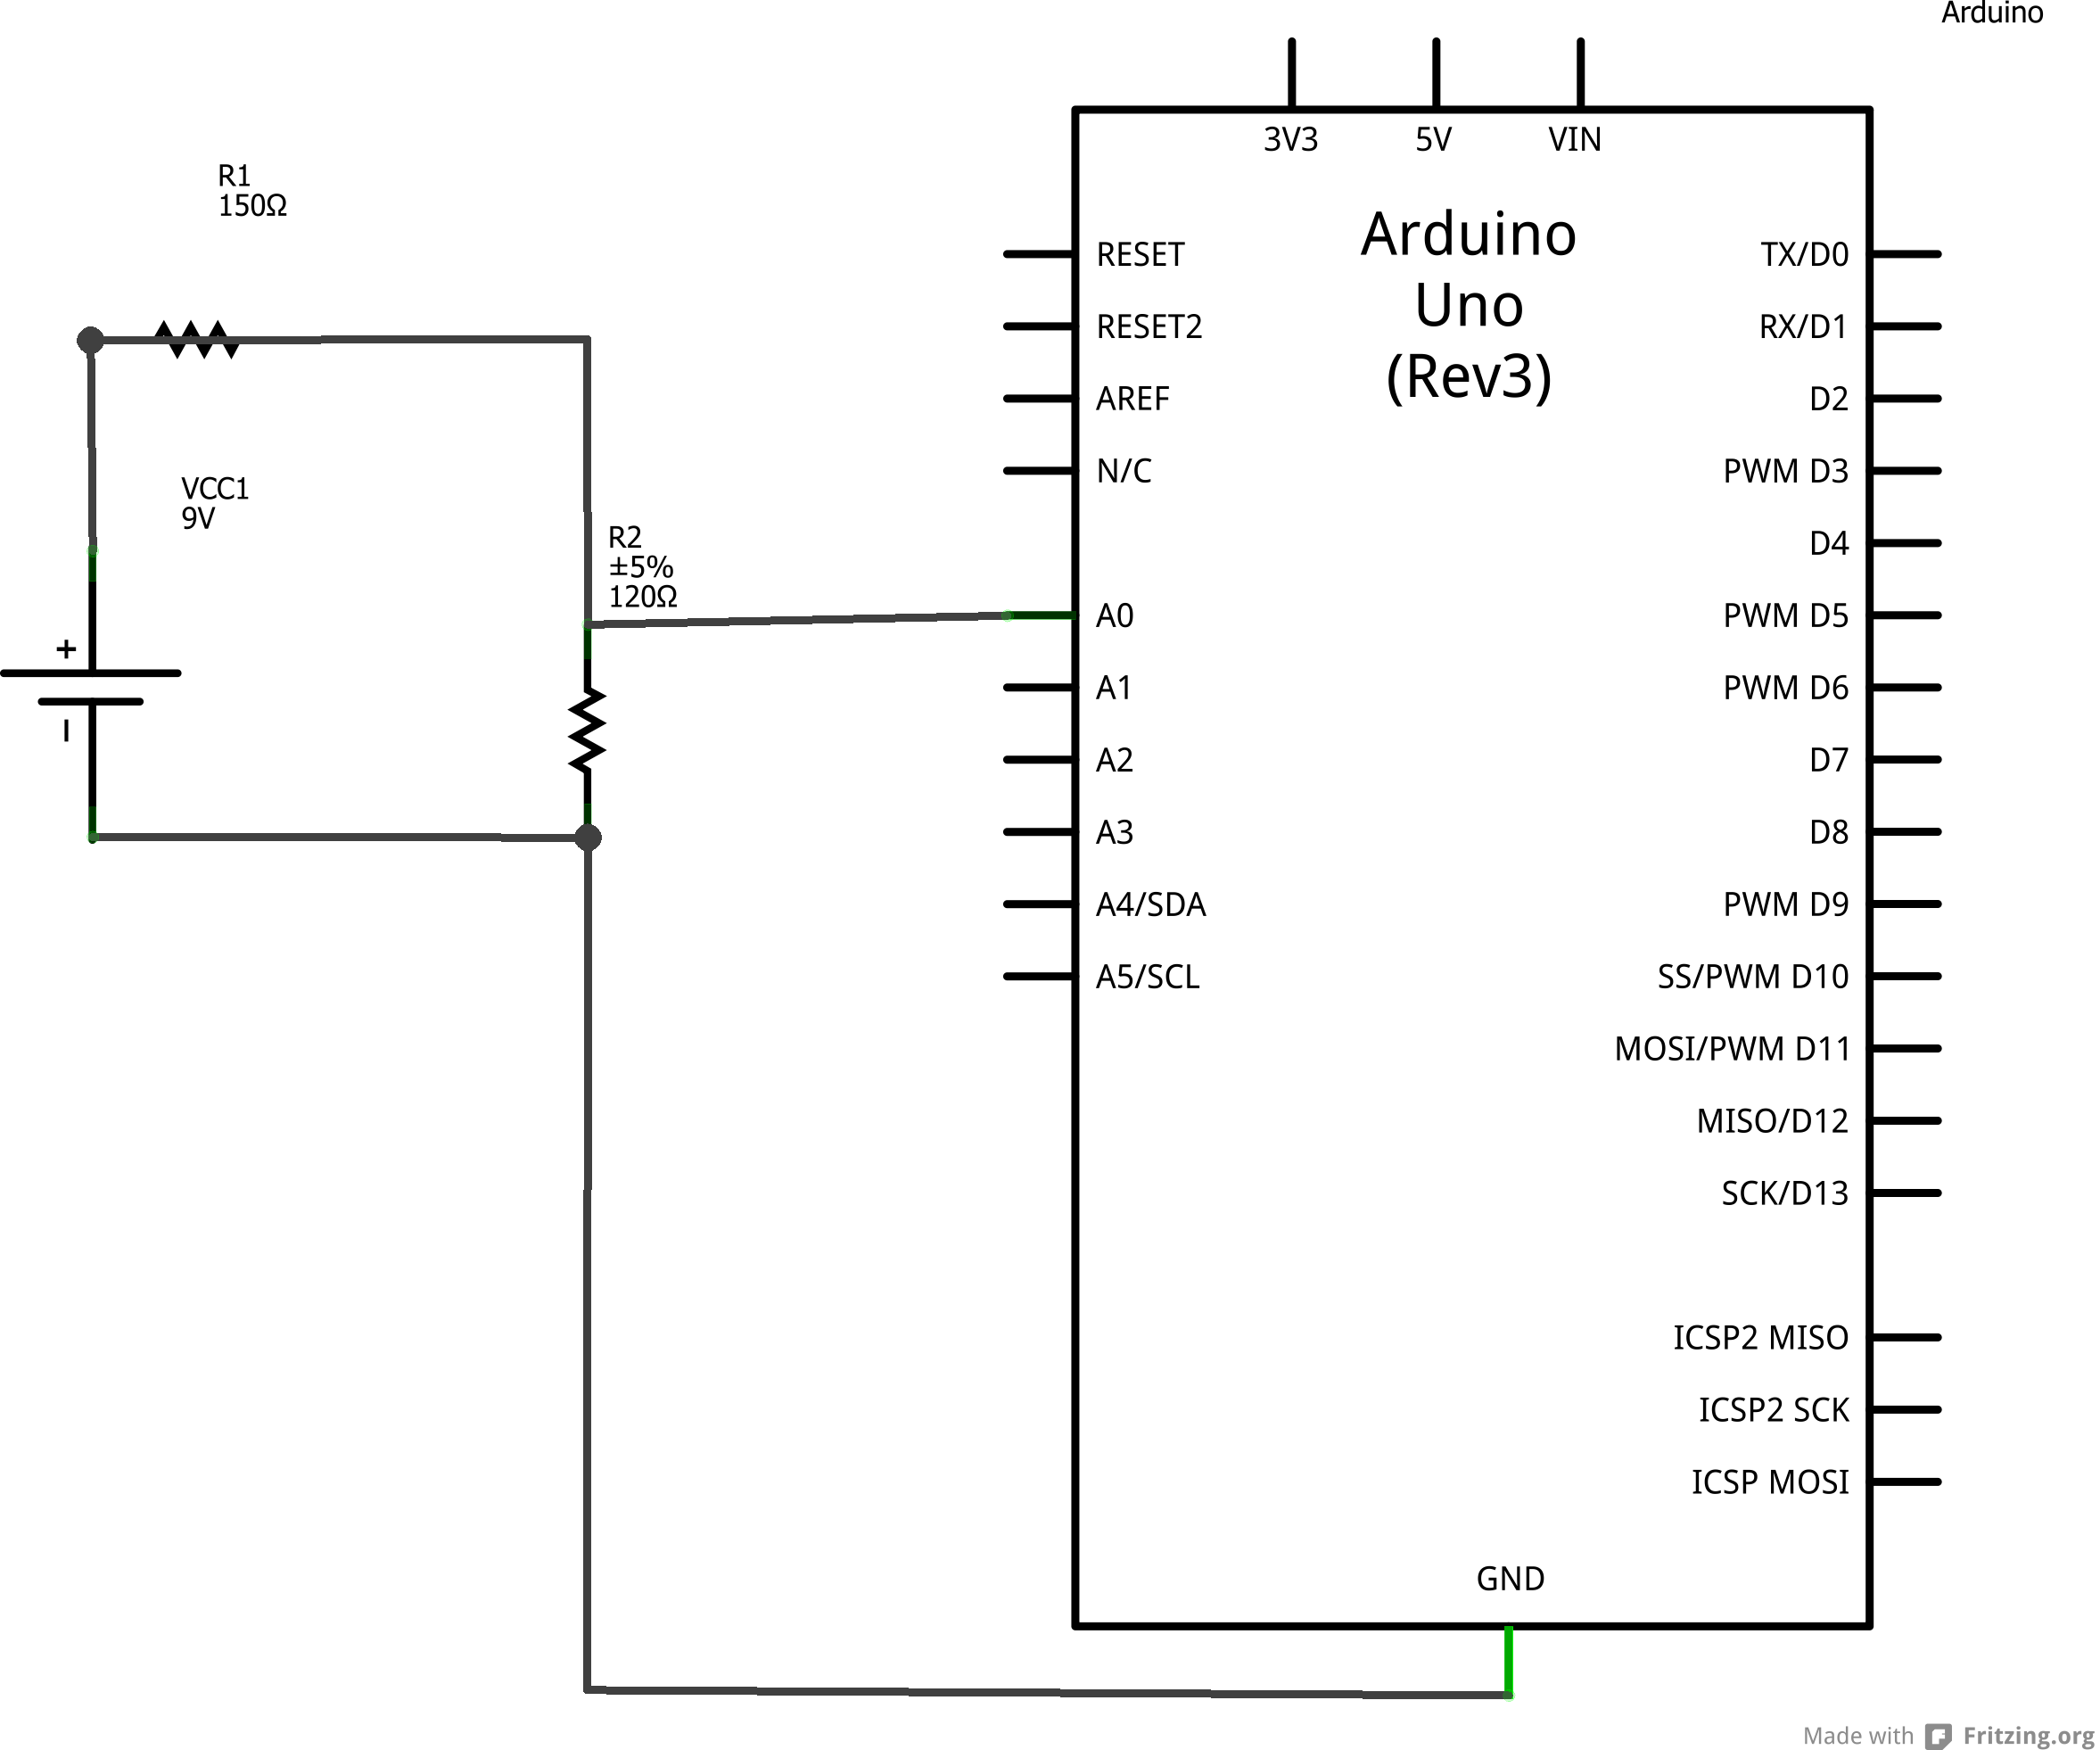 Arduino
3V3 5V VIN
Arduino
Uno
(Rev3)
R1
150Ω
RESET
RESET2
AREF
N/C
VCC1
9V
+
−
R2
±5%
120Ω
A0
A1
A2
A3
A4/SDA
A5/SCL
TX/D0
RX/D1
D2
PWM D3
D4
PWM D5
PWM D6
D7
D8
PWM D9
SS/PWM D10
MOSI/PWM D11
MISO/D12
SCK/D13
ICSP2 MISO
ICSP2 SCK
ICSP MOSI
GND
Made with Fritzing.org